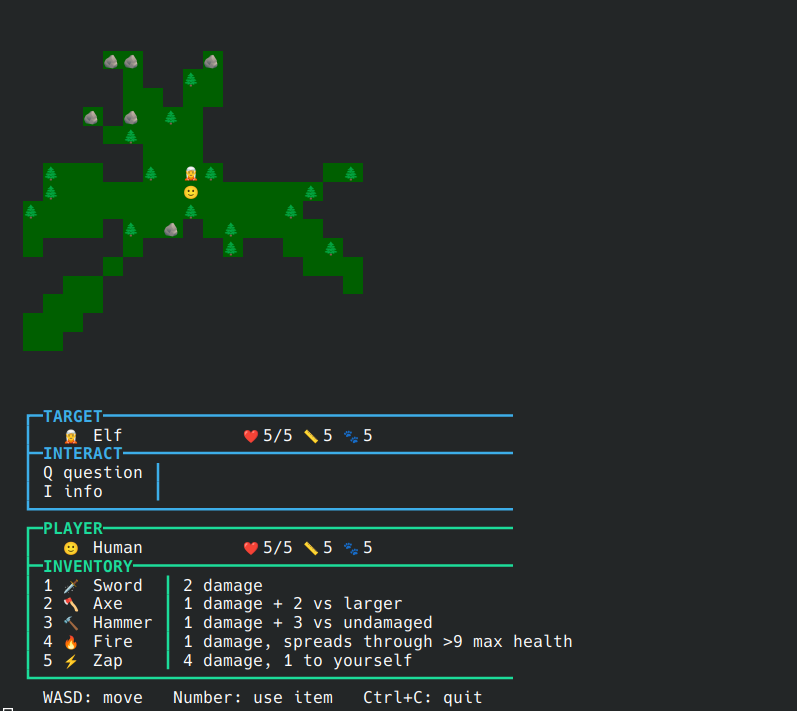 TARGET
Elf 5/5 5 5
INTERACT
Q question
I info
PLAYER
Human 5/5 5 5
INVENTORY
1 Sword 2 damage
2 Axe 1 damage + 2 vs larger
3 Hammer 1 damage + 3 vs undamaged
4 Fire 1 damage, spreads through >9 max health
5 Zap 4 damage, 1 to yourself
WASD: move Number: use item Ctrl+C: quit